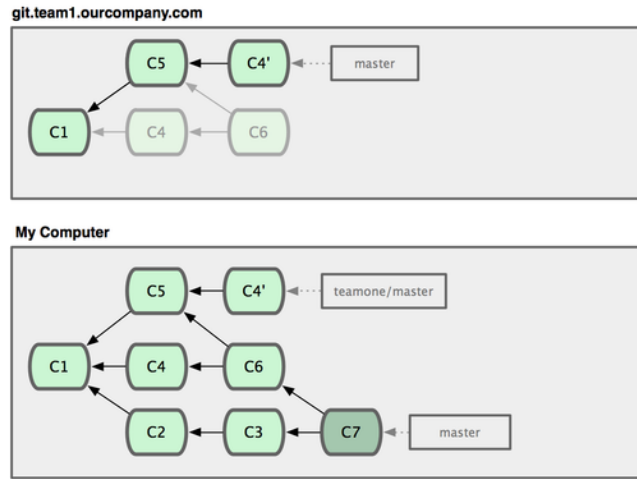 git.team1.ourcompany.com
C5 C4' master
C1 C4 C6
My Computer
C5 C4' teamone/master
C1 C4 C6
C2 C3 C7 master